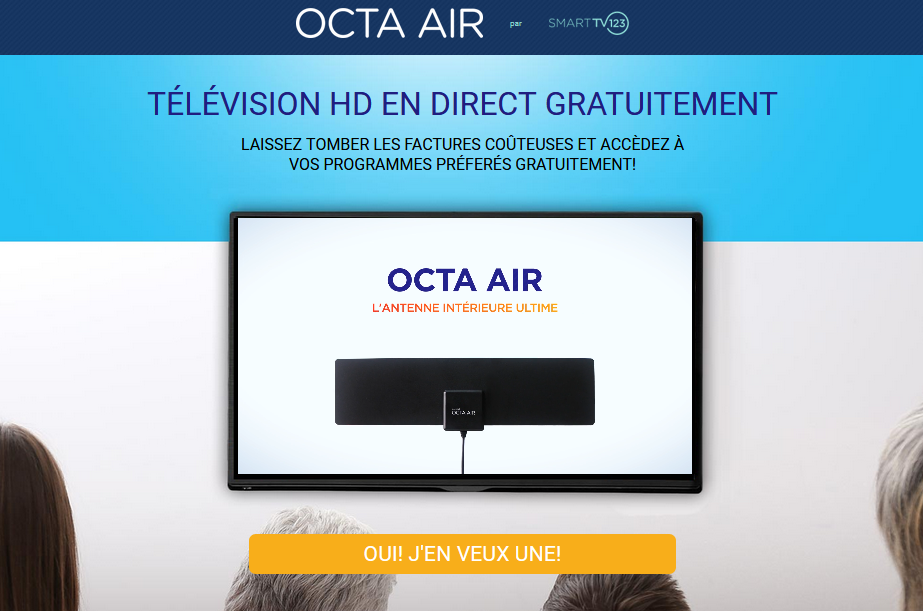 OCTA AIR par SMARTTV123
TÉLÉVISION HD EN DIRECT GRATUITEMENT
LAISSEZ TOMBER LES FACTURES COÛTEUSES ET ACCÈDEZ À
VOS PROGRAMMES PRÉFERÉS GRATUITEMENT!
OCTA AIR
L'ANTENNE INTÉRIEURE ULTIME
OCTA AIR
OUI! J'EN VEUX UNE!